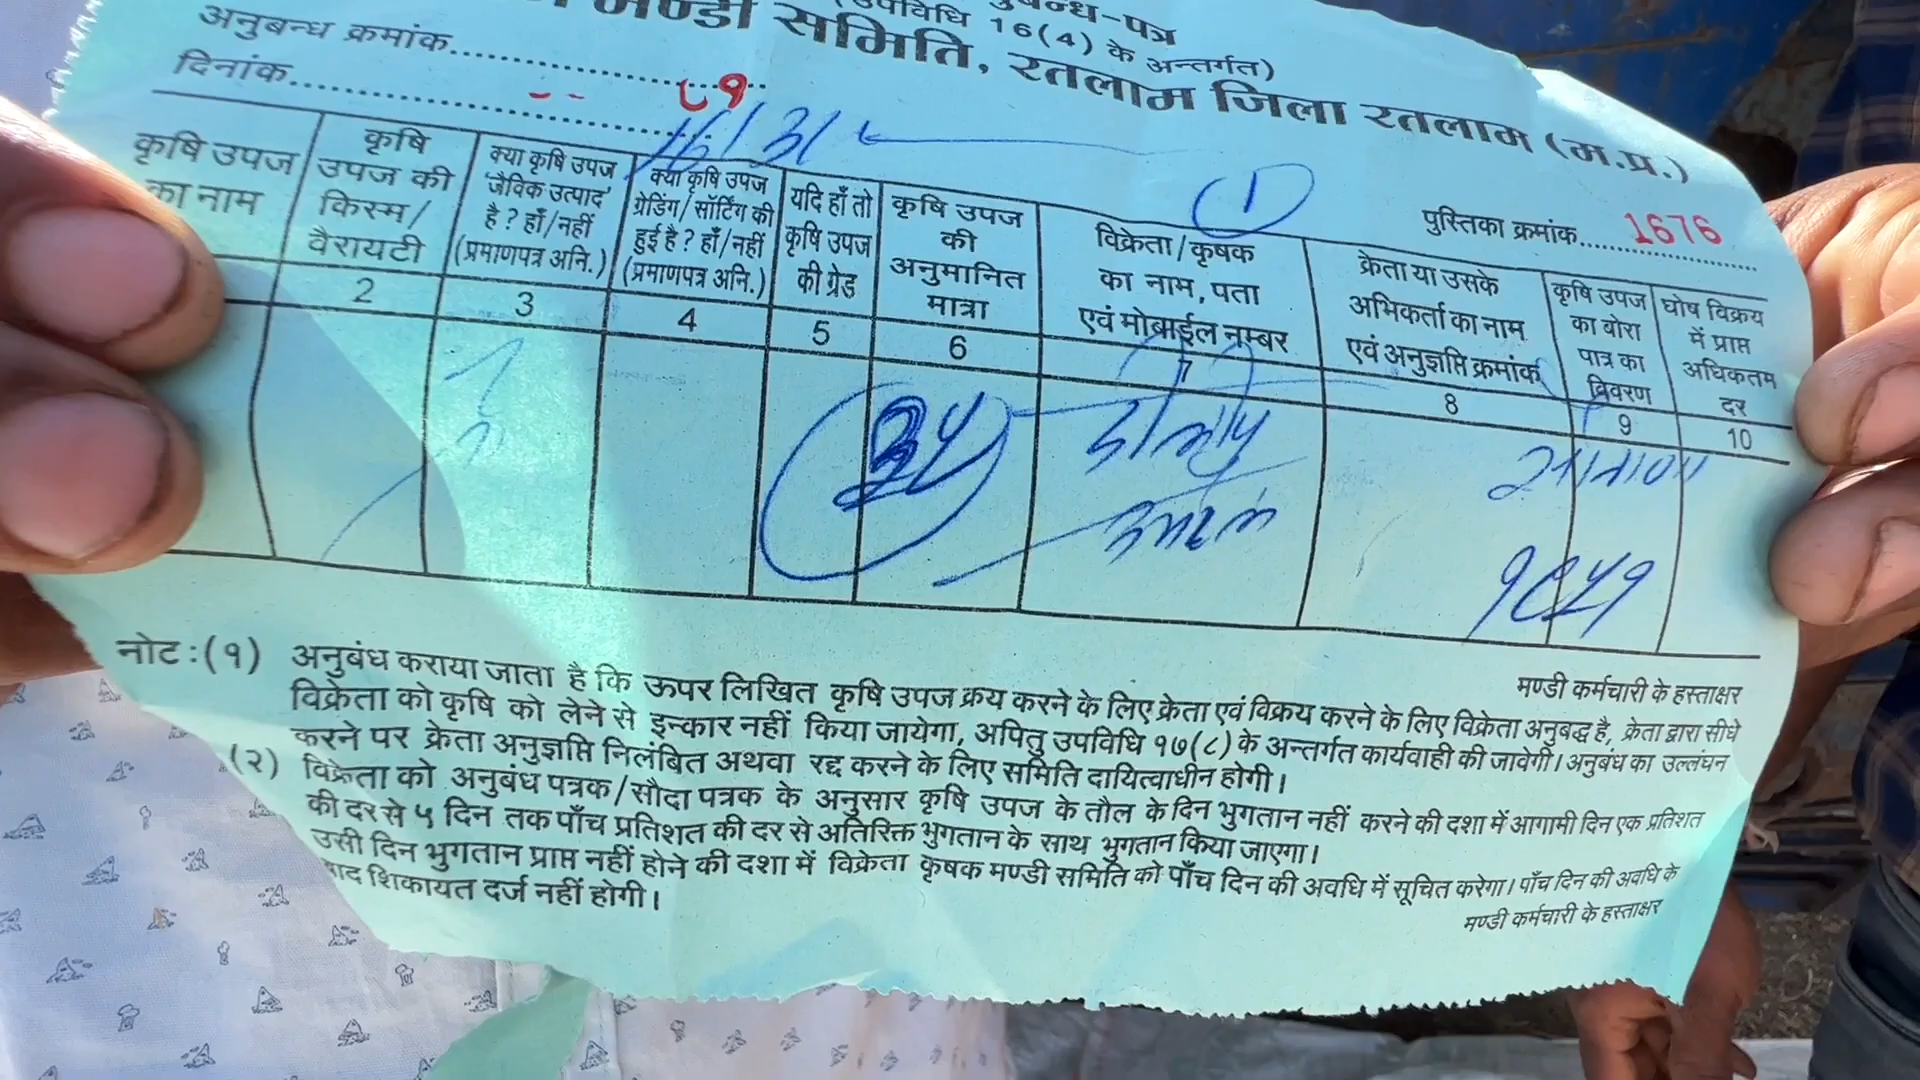 अनुबन्ध-पत्र
(उपविधि 16(4) के अन्तर्गत)
मण्डी समिति, रतलाम जिला रतलाम (म.प्र.)
अनुबन्ध क्रमांक
दिनांक 16/3/
1
पुस्तिका क्रमांक 1676
कृषि उपज का नाम
कृषि उपज की किस्म/ वैरायटी
क्या कृषि उपज 'जैविक उत्पाद' है ? हाँ/नहीं (प्रमाणपत्र अनि.)
क्या कृषि उपज ग्रेडिंग/सॉर्टिंग की हुई है ? हाँ/नहीं (प्रमाणपत्र अनि.)
यदि हाँ तो कृषि उपज की ग्रेड
कृषि उपज की अनुमानित मात्रा
विक्रेता/कृषक का नाम, पता एवं मोबाईल नम्बर
क्रेता या उसके अभिकर्ता का नाम एवं अनुज्ञप्ति क्रमांक
कृषि उपज का बोरा पात्र का विवरण
घोष विक्रय में प्राप्त अधिकतम दर
2 3 4 5 6 7 8 9 10
मण्डी कर्मचारी के हस्ताक्षर
नोट : (१) अनुबंध कराया जाता है कि ऊपर लिखित कृषि उपज क्रय करने के लिए क्रेता एवं विक्रय करने के लिए विक्रेता अनुबद्ध है, क्रेता द्वारा सीधे
विक्रेता को कृषि को लेने से इन्कार नहीं किया जायेगा, अपितु उपविधि १७(८) के अन्तर्गत कार्यवाही की जावेगी। अनुबंध का उल्लंघन
करने पर क्रेता अनुज्ञप्ति निलंबित अथवा रद्द करने के लिए समिति दायित्वाधीन होगी।
(२) विक्रेता को अनुबंध पत्रक/सौदा पत्रक के अनुसार कृषि उपज के तौल के दिन भुगतान नहीं करने की दशा में आगामी दिन एक प्रतिशत
की दर से ५ दिन तक पाँच प्रतिशत की दर से अतिरिक्त भुगतान के साथ भुगतान किया जाएगा।
उसी दिन भुगतान प्राप्त नहीं होने की दशा में विक्रेता कृषक मण्डी समिति को पाँच दिन की अवधि में सूचित करेगा। पाँच दिन की अवधि के
बाद शिकायत दर्ज नहीं होगी।
मण्डी कर्मचारी के हस्ताक्षर